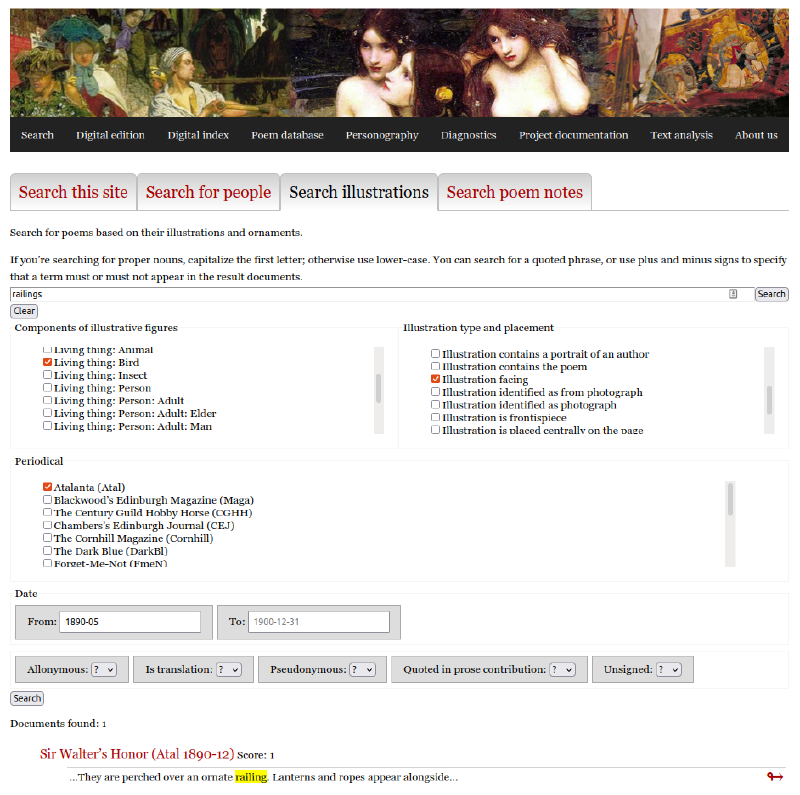 Search Digital edition Digital index Poem database Personography Diagnostics Project documentation Text analysis About us
Search this site Search for people Search illustrations Search poem notes
Search for poems based on their illustrations and ornaments.
If you're searching for proper nouns, capitalize the first letter; otherwise use lower-case. You can search for a quoted phrase, or use plus and minus signs to specify
that a term must or must not appear in the result documents.
railings Search
Clear
Components of illustrative figures
Living thing: Animal
Living thing: Bird
Living thing: Insect
Living thing: Person
Living thing: Person: Adult
Living thing: Person: Adult: Elder
Living thing: Person: Adult: Man
Illustration type and placement
Illustration contains a portrait of an author
Illustration contains the poem
Illustration facing
Illustration identified as from photograph
Illustration identified as photograph
Illustration is frontispiece
Illustration is placed centrally on the page
Periodical
Atalanta (Atal)
Blackwood's Edinburgh Magazine (Maga)
The Century Guild Hobby Horse (CGHH)
Chambers's Edinburgh Journal (CEJ)
The Cornhill Magazine (Cornhill)
The Dark Blue (DarkBl)
Forget-Me-Not (FmeN)
Date
From: 1890-05 To: 1900-12-31
Allonymous: ? Is translation: ? Pseudonymous: ? Quoted in prose contribution: ? Unsigned: ?
Search
Documents found: 1
Sir Walter's Honor (Atal 1890-12) Score: 1
...They are perched over an ornate railing. Lanterns and ropes appear alongside...